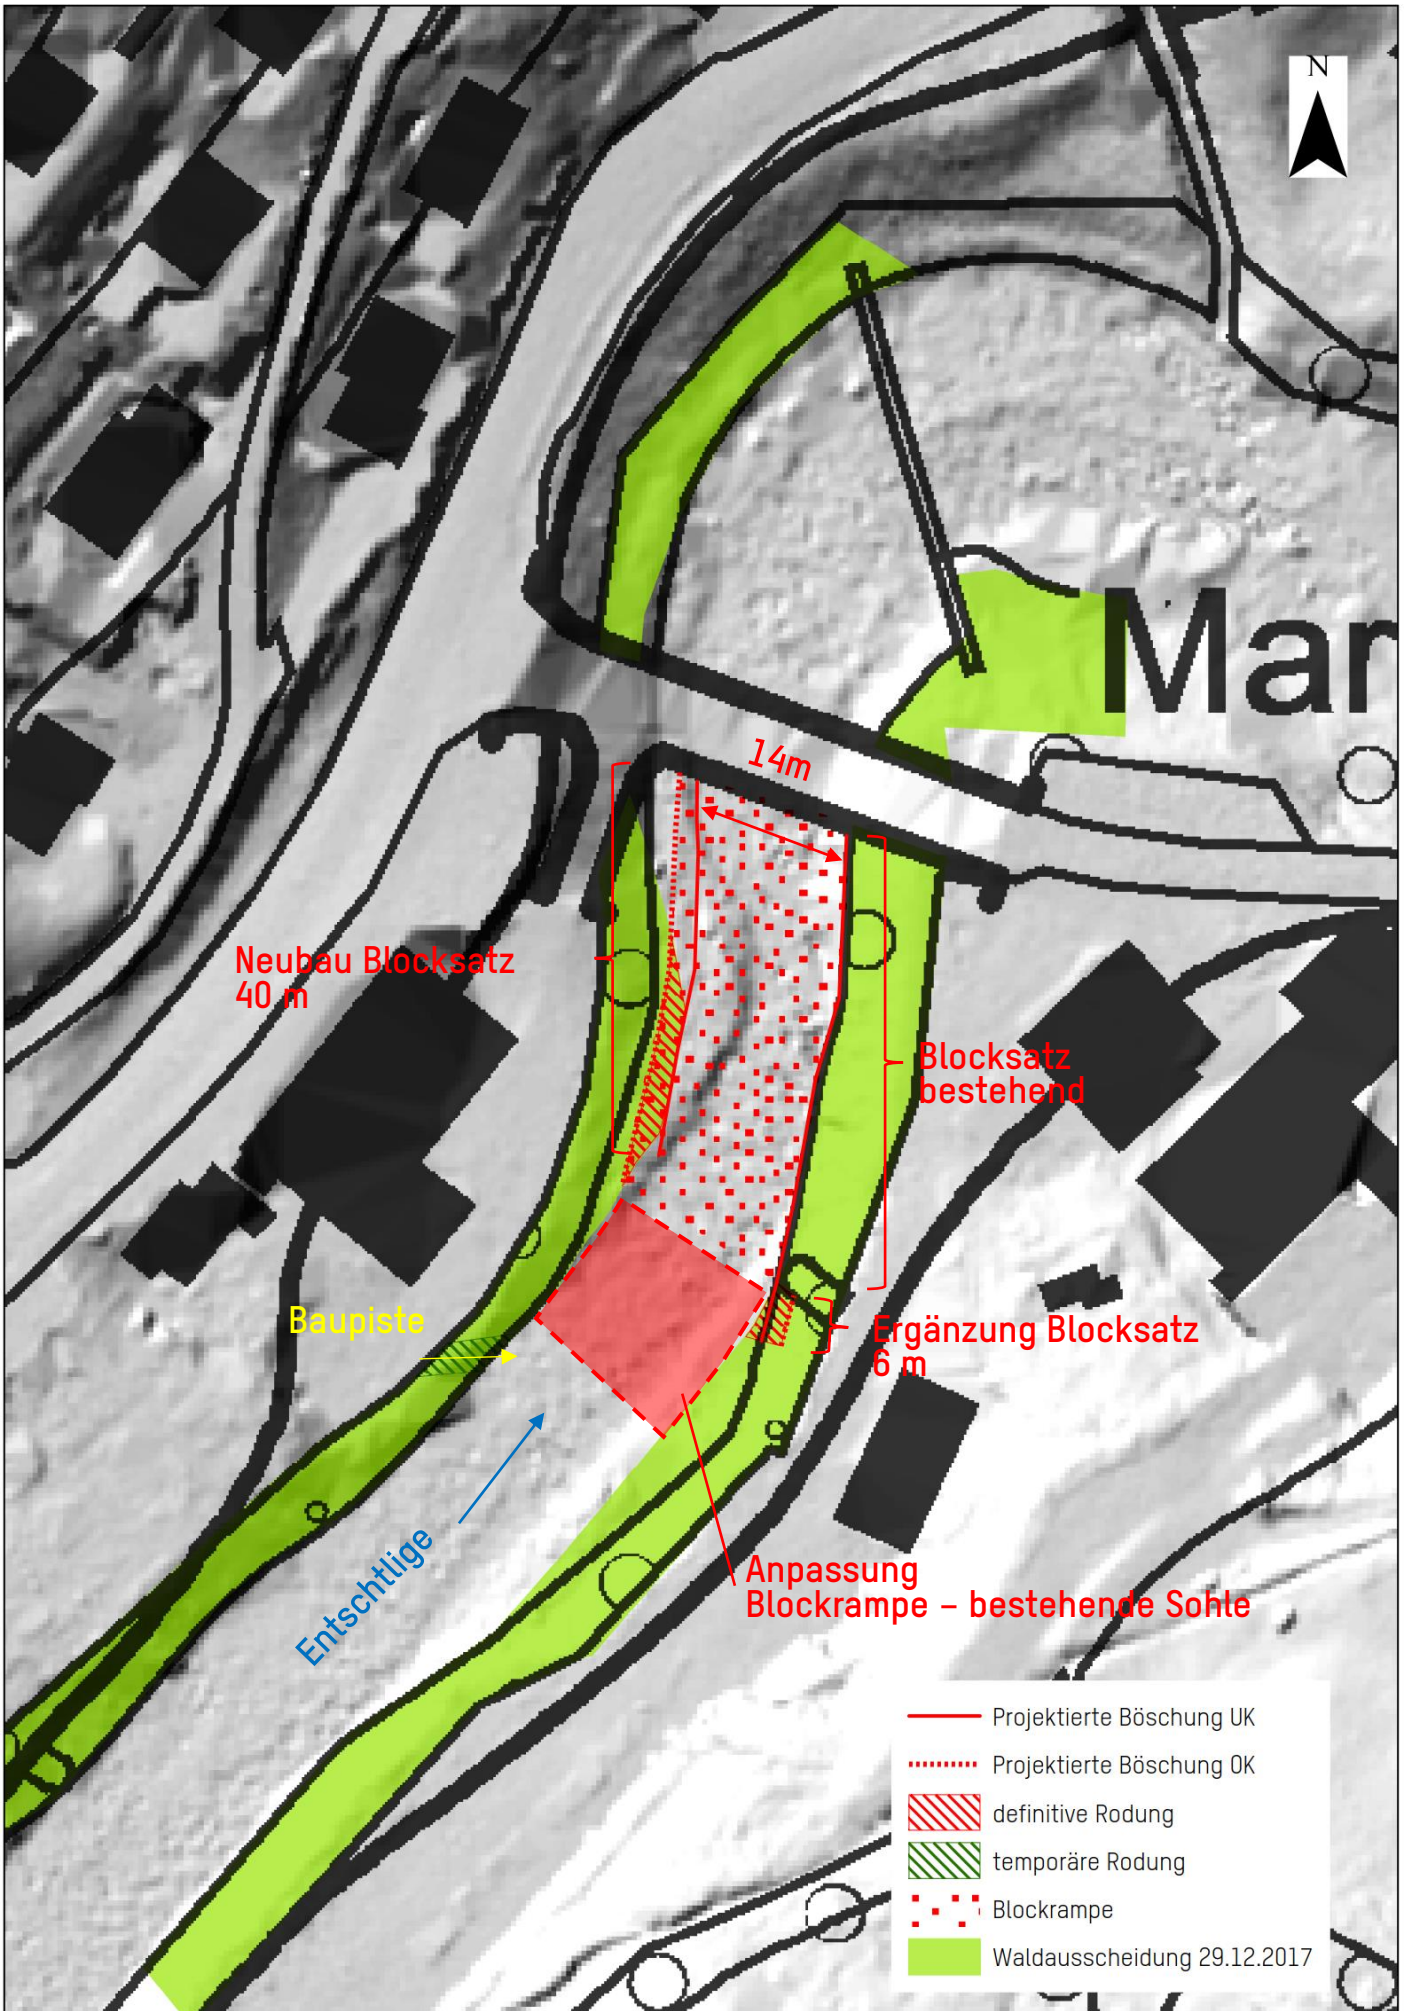 N
Mar
14m
Neubau Blocksatz
40 m
Blocksatz
bestehend
Baupiste
Ergänzung Blocksatz
6 m
Entschtlige
Anpassung
Blockrampe – bestehende Sohle
Projektierte Böschung UK
Projektierte Böschung OK
definitive Rodung
temporäre Rodung
Blockrampe
Waldausscheidung 29.12.2017